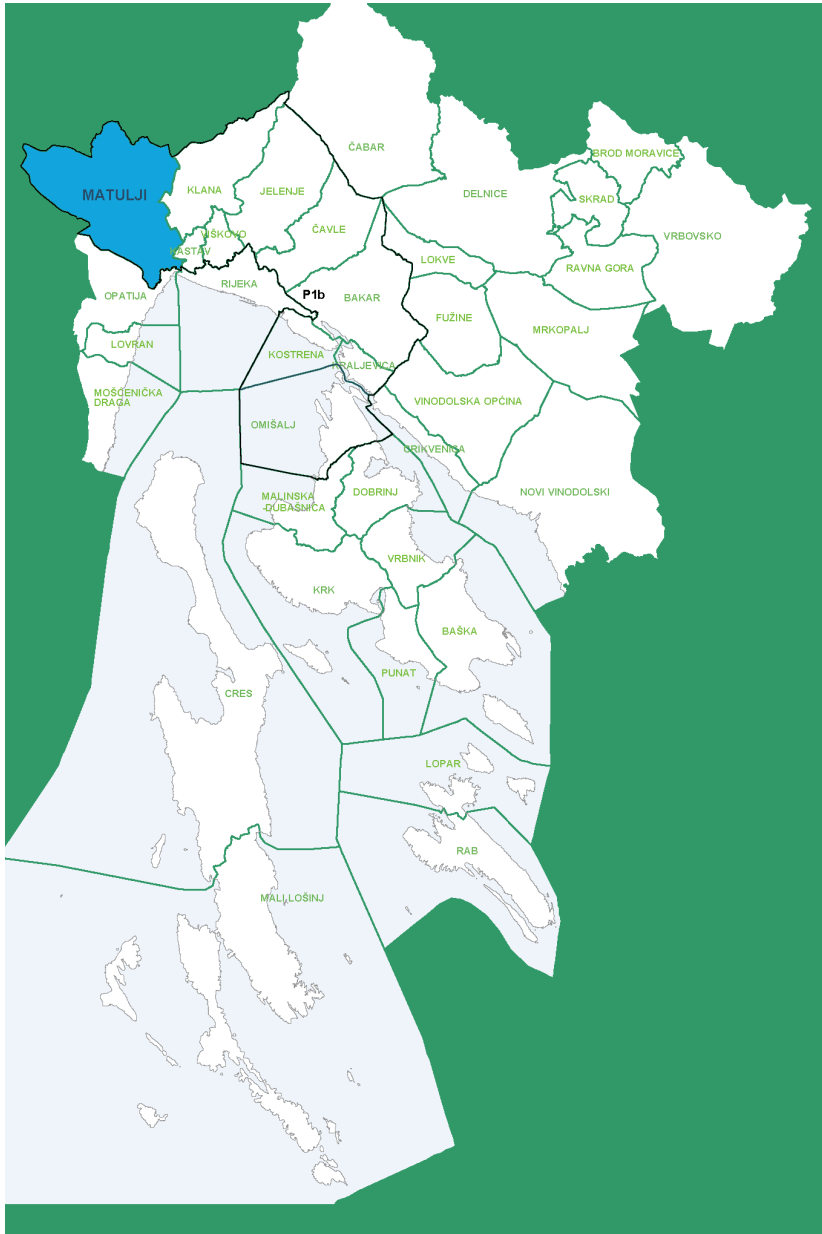 ČABAR
BROD MORAVICE
MATULJI
KLANA
JELENJE
DELNICE
SKRAD
VIŠKOVO
ČAVLE
VRBOVSKO
KASTAV
LOKVE
RAVNA GORA
OPATIJA
RIJEKA
P1b
BAKAR
FUŽINE
MRKOPALJ
LOVRAN
KOSTRENA
KRALJEVICA
MOŠĆENIČKA
DRAGA
VINODOLSKA OPĆINA
OMIŠALJ
CRIKVENICA
MALINSKA
-DUBAŠNICA
DOBRINJ
NOVI VINODOLSKI
VRBNIK
KRK
BAŠKA
PUNAT
CRES
LOPAR
RAB
MALI LOŠINJ